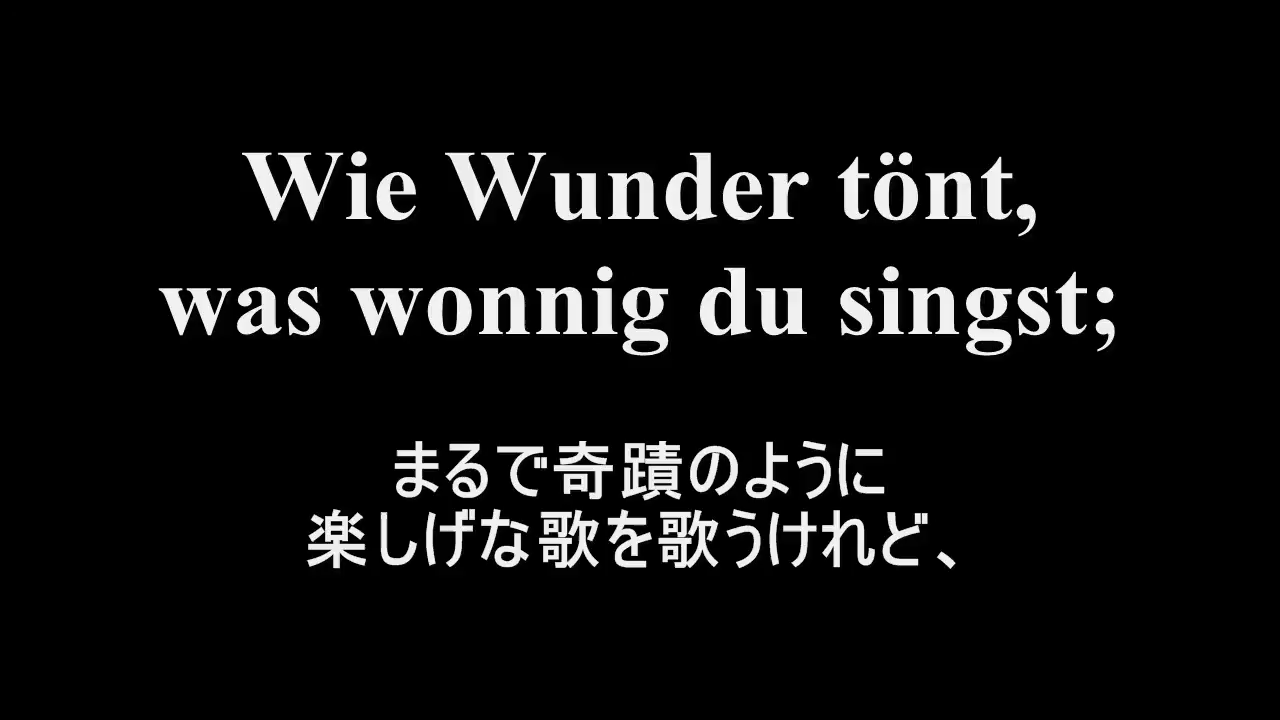 Wie Wunder tönt,
was wonnig du singst;
まるで奇蹟のように
楽しげな歌を歌うけれど、